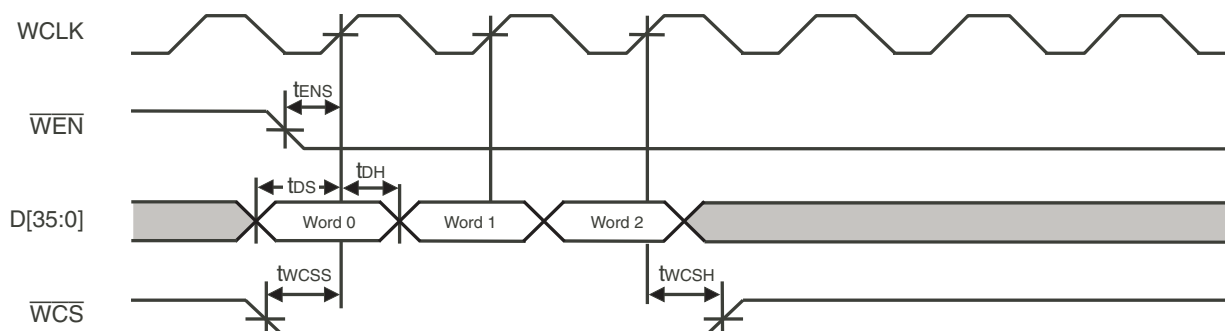 WCLK
tENS
WEN
tDS
tDH
D[35:0]
Word 0
Word 1
Word 2
tWCSS
tWCSH
WCS